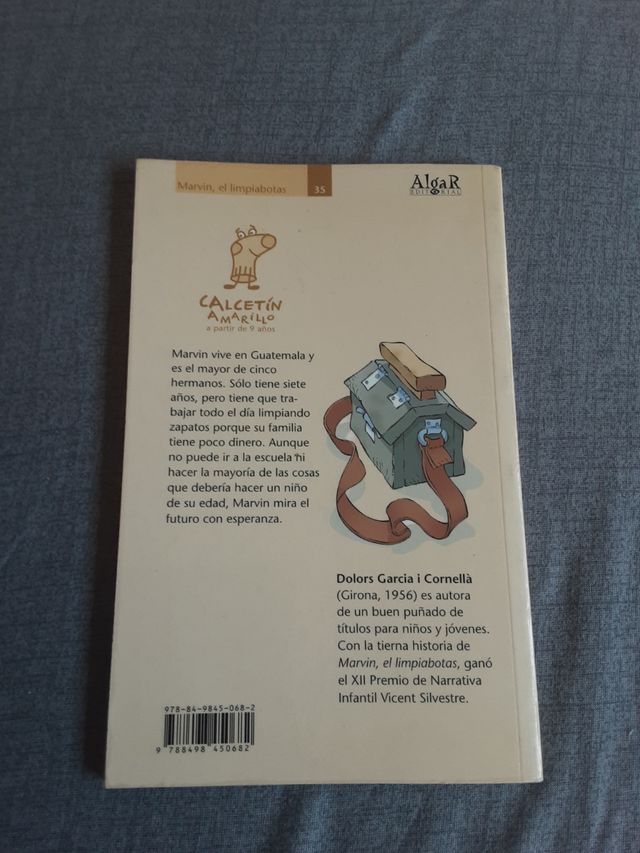 Marvin, el limpiabotas 35
AlgaR
EDITORIAL
CALCETÍN
AMARILLO
a partir de 9 años
Marvin vive en Guatemala y
es el mayor de cinco
hermanos. Sólo tiene siete
años, pero tiene que tra-
bajar todo el día limpiando
zapatos porque su familia
tiene poco dinero. Aunque
no puede ir a la escuela ni
hacer la mayoría de las cosas
que debería hacer un niño
de su edad, Marvin mira el
futuro con esperanza.
Dolors Garcia i Cornellà
(Girona, 1956) es autora
de un buen puñado de
títulos para niños y jóvenes.
Con la tierna historia de
Marvin, el limpiabotas, ganó
el XII Premio de Narrativa
Infantil Vicent Silvestre.
978-84-9845-068-2
9 788498 450682